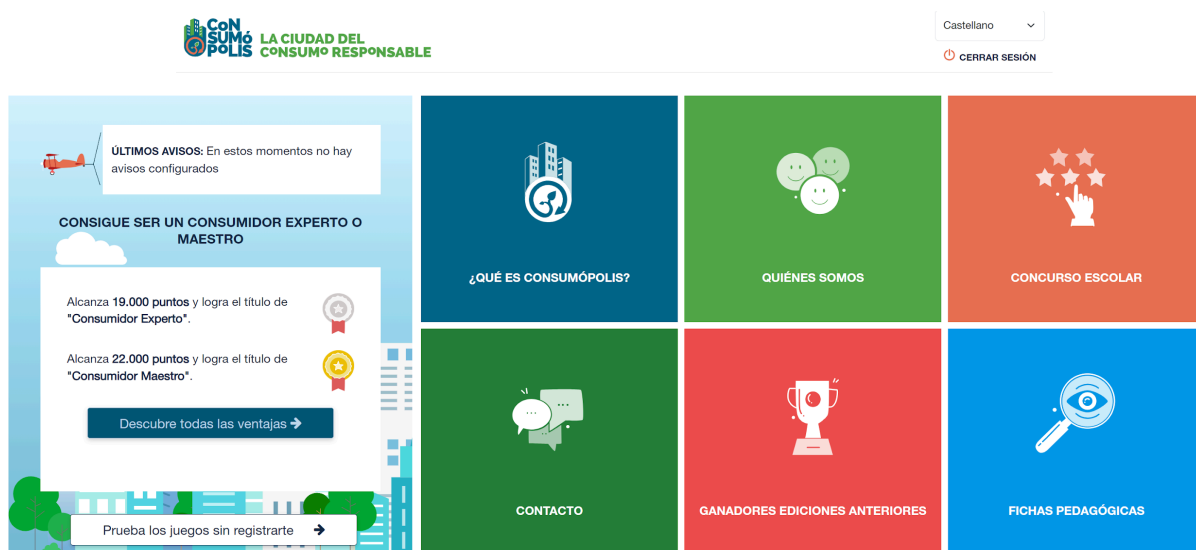 CoN
SUMó
POLIS
LA CIUDAD DEL
CONSUMO RESPONSABLE
Castellano
CERRAR SESIÓN
ÚLTIMOS AVISOS: En estos momentos no hay
avisos configurados
CONSIGUE SER UN CONSUMIDOR EXPERTO O
MAESTRO
Alcanza 19.000 puntos y logra el título de
"Consumidor Experto".
Alcanza 22.000 puntos y logra el título de
"Consumidor Maestro".
Descubre todas las ventajas
Prueba los juegos sin registrarte
¿QUÉ ES CONSUMÓPOLIS?
QUIÉNES SOMOS
CONCURSO ESCOLAR
CONTACTO
GANADORES EDICIONES ANTERIORES
FICHAS PEDAGÓGICAS